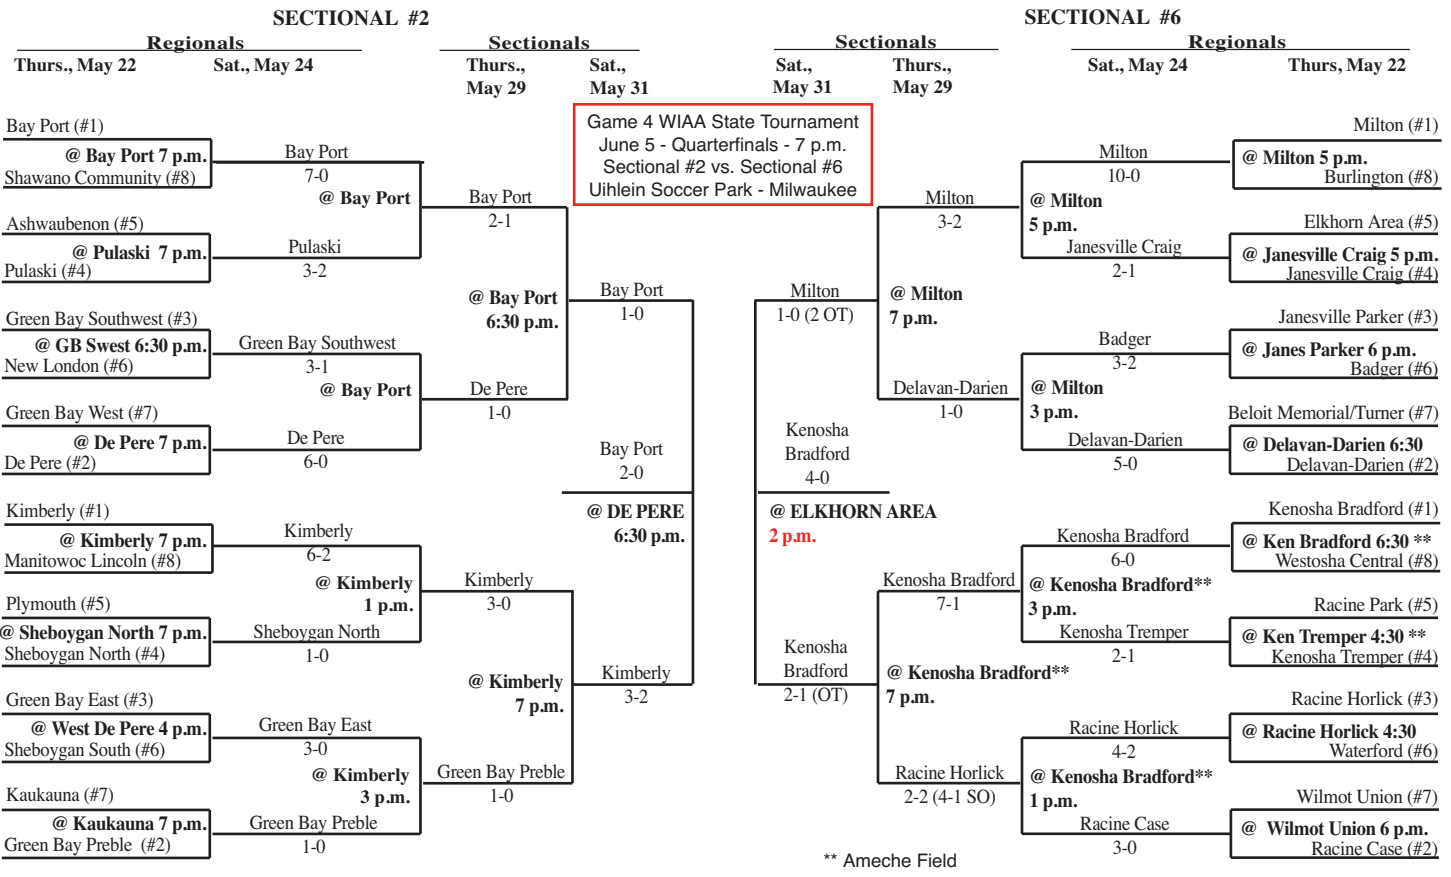 SECTIONAL #2
Regionals
Sectionals
Thurs., May 22
Sat., May 24
Thurs.,
May 29
Sat.,
May 31
Bay Port (#1)
@ Bay Port 7 p.m.
Shawano Community (#8)
Ashwaubenon (#5)
@ Pulaski 7 p.m.
Pulaski (#4)
Green Bay Southwest (#3)
@ GB Swest 6:30 p.m.
New London (#6)
Green Bay West (#7)
@ De Pere 7 p.m.
De Pere (#2)
Kimberly (#1)
@ Kimberly 7 p.m.
Manitowoc Lincoln (#8)
Plymouth (#5)
@ Sheboygan North 7 p.m.
Sheboygan North (#4)
Green Bay East (#3)
@ West De Pere 4 p.m.
Sheboygan South (#6)
Kaukauna (#7)
@ Kaukauna 7 p.m.
Green Bay Preble (#2)
Bay Port
7-0
@ Bay Port
Pulaski
3-2
Green Bay Southwest
3-1
@ Bay Port
De Pere
6-0
Kimberly
6-2
@ Kimberly
1 p.m.
Sheboygan North
1-0
Green Bay East
3-0
@ Kimberly
3 p.m.
Green Bay Preble
1-0
Bay Port
2-1
@ Bay Port
6:30 p.m.
De Pere
1-0
Kimberly
3-0
@ Kimberly
7 p.m.
Green Bay Preble
1-0
Bay Port
1-0
Bay Port
2-0
@ DE PERE
6:30 p.m.
Kimberly
3-2
Game 4 WIAA State Tournament
June 5 - Quarterfinals - 7 p.m.
Sectional #2 vs. Sectional #6
Uihlein Soccer Park - Milwaukee
SECTIONAL #6
Sectionals
Regionals
Sat.,
May 31
Thurs.,
May 29
Sat., May 24
Thurs, May 22
Milton
1-0 (2 OT)
Kenosha
Bradford
4-0
@ ELKHORN AREA
2 p.m.
Kenosha
Bradford
2-1 (OT)
Milton
3-2
@ Milton
7 p.m.
Delavan-Darien
1-0
Kenosha Bradford
7-1
@ Kenosha Bradford**
7 p.m.
Racine Horlick
2-2 (4-1 SO)
Milton
10-0
@ Milton
5 p.m.
Janesville Craig
2-1
Badger
3-2
@ Milton
3 p.m.
Delavan-Darien
5-0
Kenosha Bradford
6-0
@ Kenosha Bradford**
3 p.m.
Kenosha Tremper
2-1
Racine Horlick
4-2
@ Kenosha Bradford**
1 p.m.
Racine Case
3-0
Milton (#1)
@ Milton 5 p.m.
Burlington (#8)
Elkhorn Area (#5)
@ Janesville Craig 5 p.m.
Janesville Craig (#4)
Janesville Parker (#3)
@ Janes Parker 6 p.m.
Badger (#6)
Beloit Memorial/Turner (#7)
@ Delavan-Darien 6:30
Delavan-Darien (#2)
Kenosha Bradford (#1)
@ Ken Bradford 6:30 **
Westosha Central (#8)
Racine Park (#5)
@ Ken Tremper 4:30 **
Kenosha Tremper (#4)
Racine Horlick (#3)
@ Racine Horlick 4:30
Waterford (#6)
Wilmot Union (#7)
@ Wilmot Union 6 p.m.
Racine Case (#2)
** Ameche Field